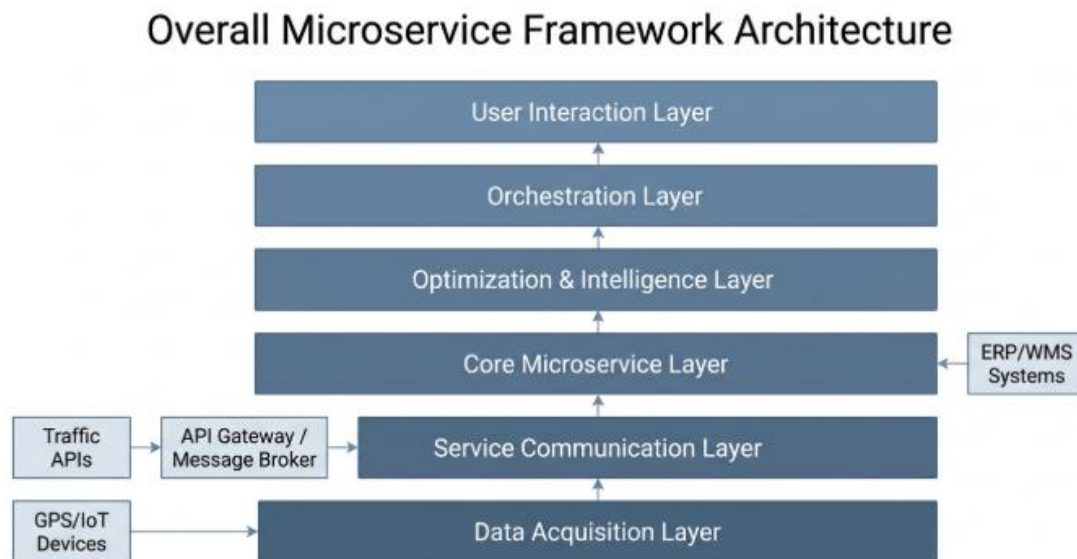 Overall Microservice Framework Architecture
User Interaction Layer
Orchestration Layer
Optimization & Intelligence Layer
Core Microservice Layer
ERP/WMS
Systems
Traffic
APIs
API Gateway /
Message Broker
Service Communication Layer
GPS/IoT
Devices
Data Acquisition Layer